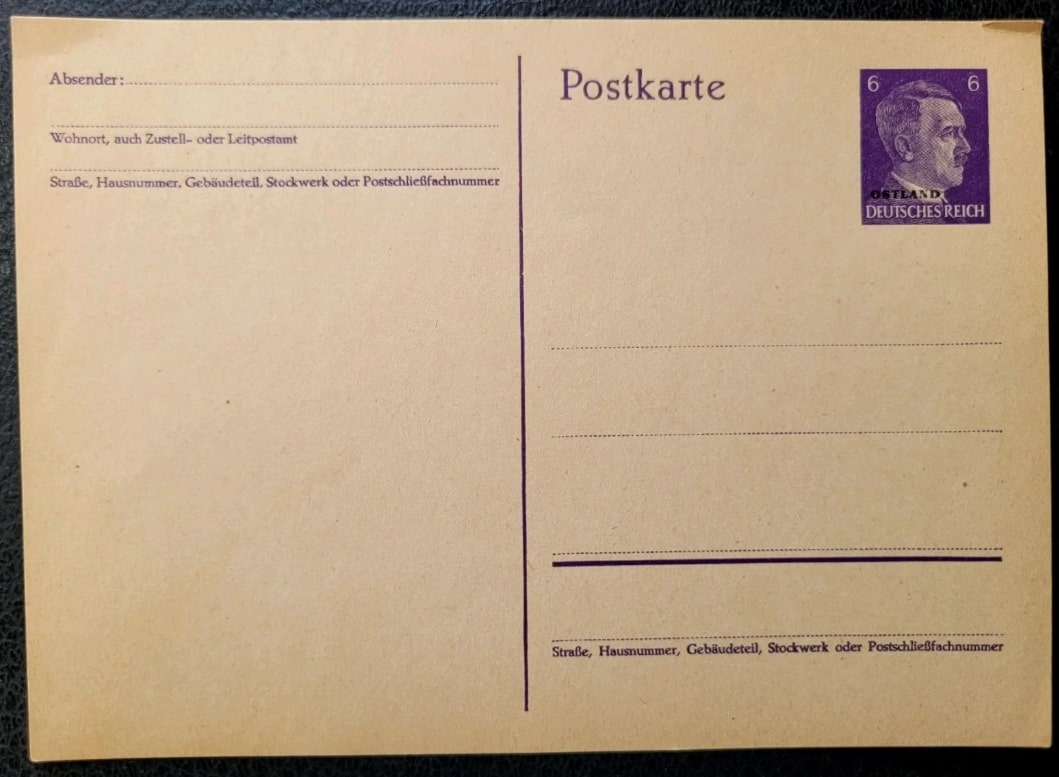 Absender:
Wohnort, auch Zustell- oder Leitpostamt
Straße, Hausnummer, Gebäudeteil, Stockwerk oder Postschließfachnummer
Postkarte
6 6
OSTLAND
DEUTSCHES REICH
Straße, Hausnummer, Gebäudeteil, Stockwerk oder Postschließfachnummer